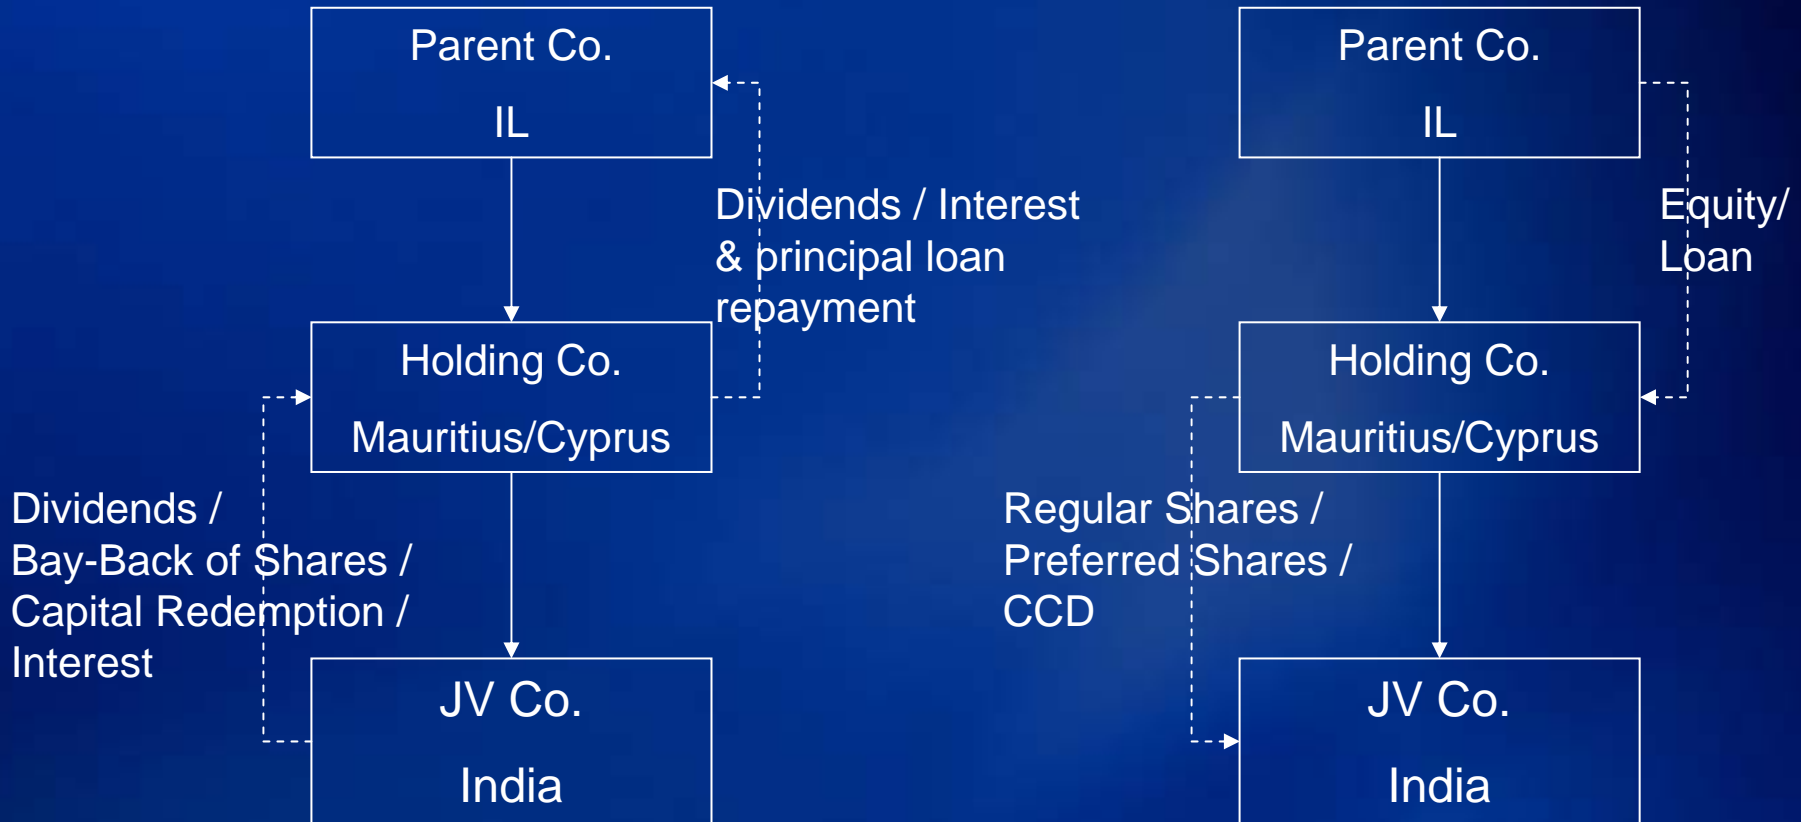 Parent Co.
IL
Dividends / Interest
& principal loan
repayment
Holding Co.
Mauritius/Cyprus
Dividends /
Bay-Back of Shares /
Capital Redemption /
Interest
JV Co.
India
Parent Co.
IL
Equity/
Loan
Holding Co.
Mauritius/Cyprus
Regular Shares /
Preferred Shares /
CCD
JV Co.
India